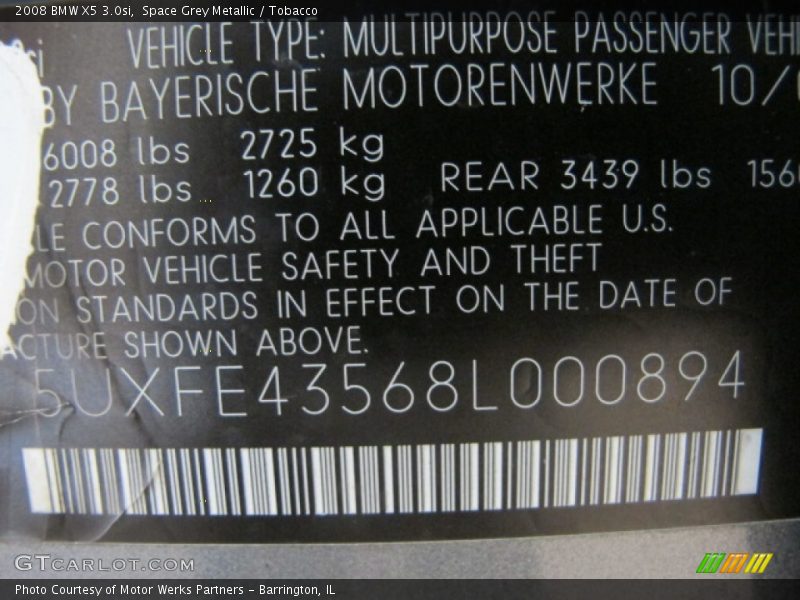 2008 BMW X5 3.0si, Space Grey Metallic / Tobacco
VEHICLE TYPE: MULTIPURPOSE PASSENGER VEHI
BY BAYERISCHE MOTORENWERKE 10/
6008 lbs 2725 kg
2778 lbs 1260 kg REAR 3439 lbs 156
LE CONFORMS TO ALL APPLICABLE U.S.
MOTOR VEHICLE SAFETY AND THEFT
ON STANDARDS IN EFFECT ON THE DATE OF
ACTURE SHOWN ABOVE.
5UXFE43568L000894
GTCARLOT.COM
Photo Courtesy of Motor Werks Partners - Barrington, IL